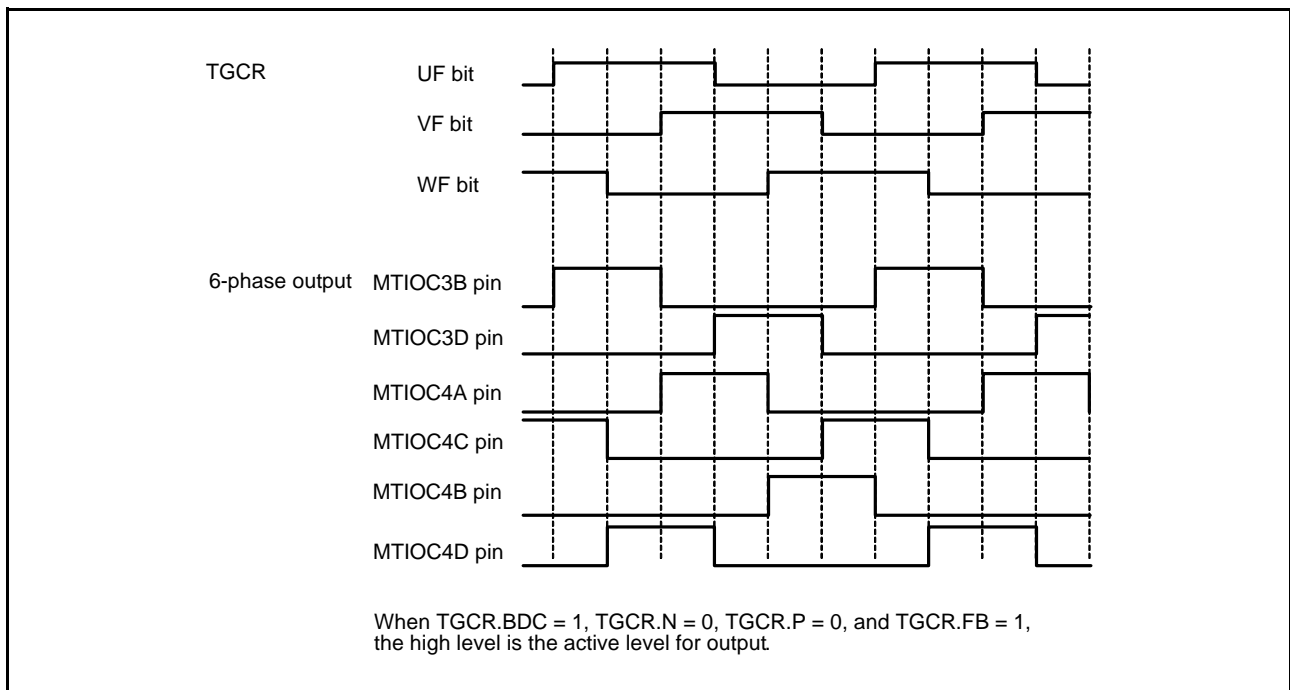 TGCR UF bit
VF bit
WF bit
6-phase output MTIOC3B pin
MTIOC3D pin
MTIOC4A pin
MTIOC4C pin
MTIOC4B pin
MTIOC4D pin
When TGCR.BDC = 1, TGCR.N = 0, TGCR.P = 0, and TGCR.FB = 1,
the high level is the active level for output.